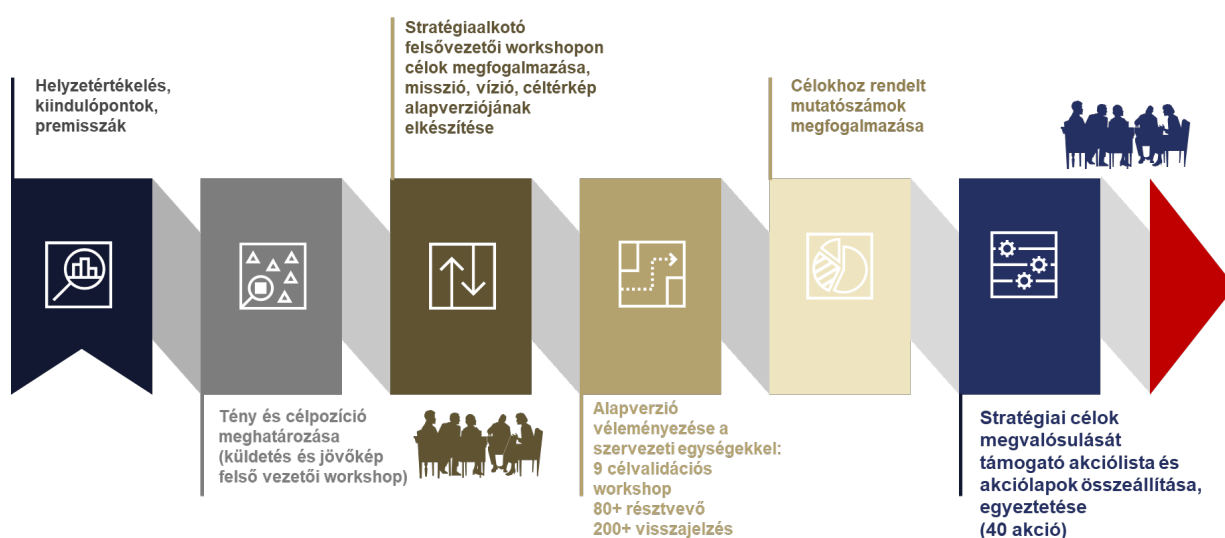 Helyzetértékelés,
kiindulópontok,
premisszák
Tény és célpozíció
meghatározása
(küldetés és jövőkép
felső vezetői workshop)
Stratégiaalkotó
felsővezetői workshopon
célok megfogalmazása,
misszió, vízió, céltérkép
alapverziójának
elkészítése
Alapverzió
véleményezése a
szervezeti egységekkel:
9 célvalidációs
workshop
80+ résztvevő
200+ visszajelzés
Célokhoz rendelt
mutatószámok
megfogalmazása
Stratégiai célok
megvalósulását
támogató akciólista és
akciólapok összeállítása,
egyeztetése
(40 akció)